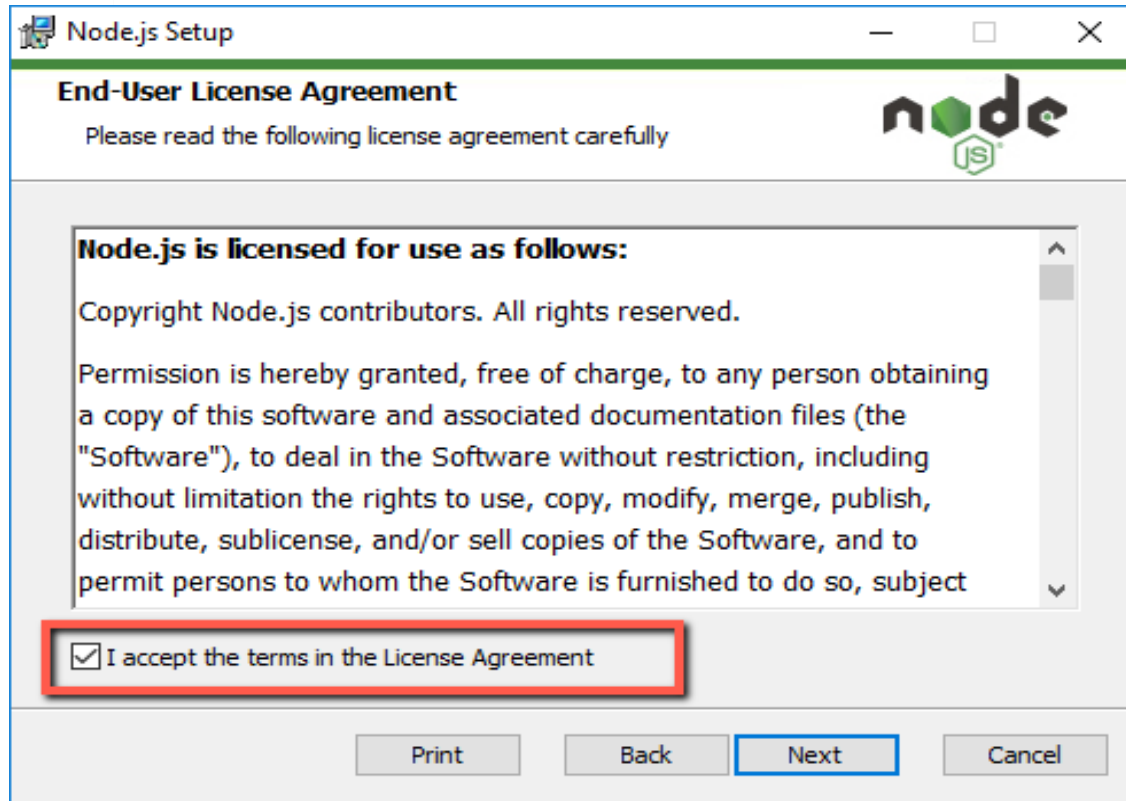 Node.js Setup
End-User License Agreement
Please read the following license agreement carefully
node
JS
Node.js is licensed for use as follows:
Copyright Node.js contributors. All rights reserved.
Permission is hereby granted, free of charge, to any person obtaining
a copy of this software and associated documentation files (the
"Software"), to deal in the Software without restriction, including
without limitation the rights to use, copy, modify, merge, publish,
distribute, sublicense, and/or sell copies of the Software, and to
permit persons to whom the Software is furnished to do so, subject
I accept the terms in the License Agreement
Print Back Next Cancel